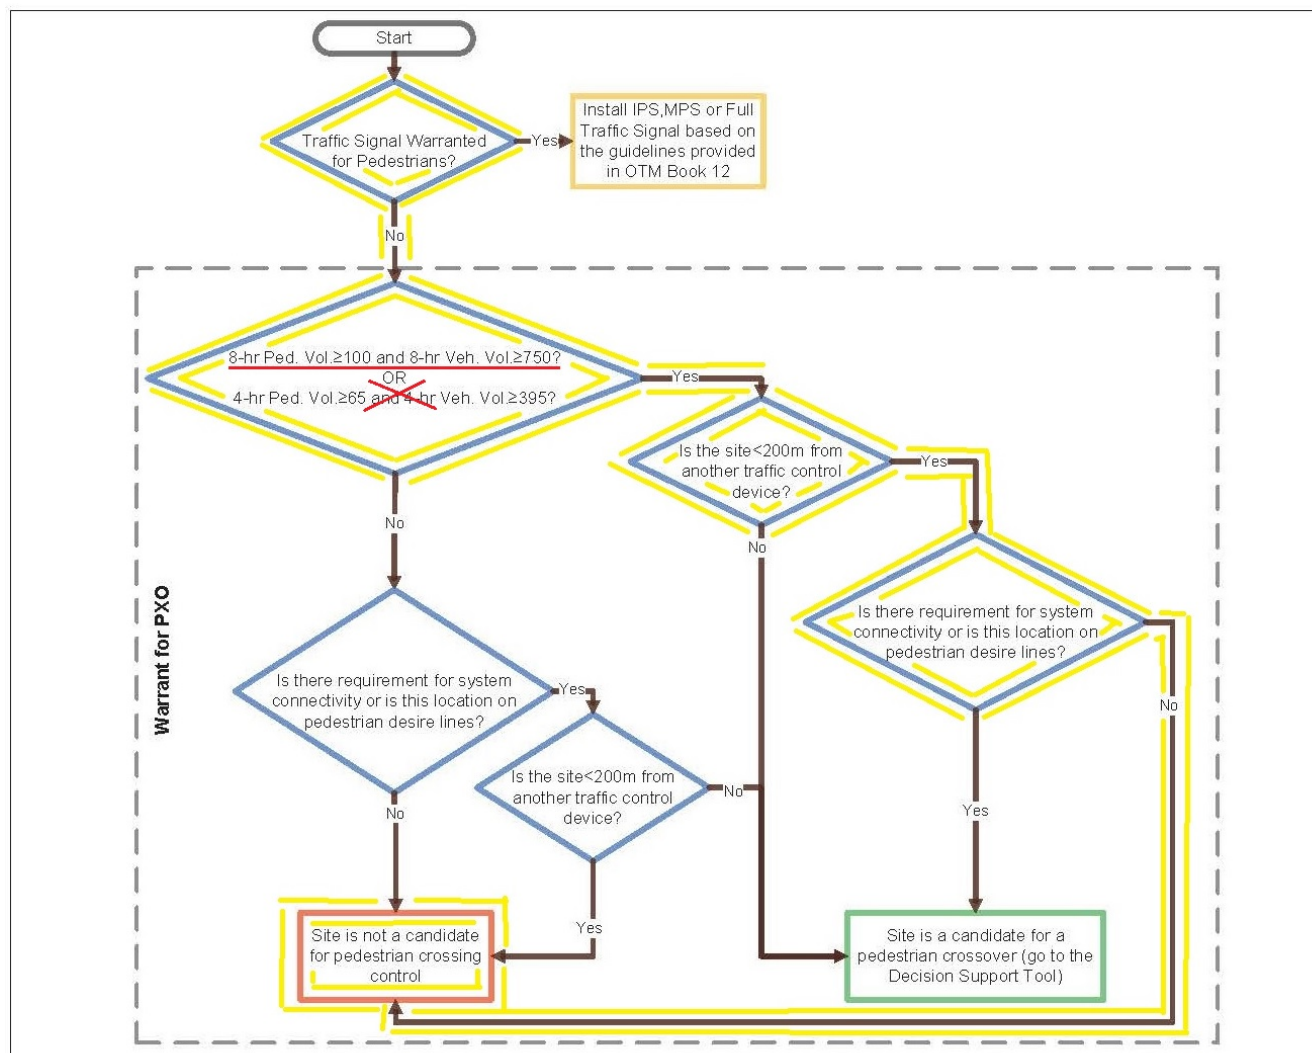 Start
Traffic Signal Warranted
for Pedestrians?
Yes
Install IPS,MPS or Full
Traffic Signal based on
the guidelines provided
in OTM Book 12
No
8-hr Ped. Vol.≥100 and 8-hr Veh. Vol.≥750?
OR
4-hr Ped. Vol.≥65 and 4-hr Veh. Vol.≥395?
Yes
Is the site<200m from
another traffic control
device?
Yes
No
No
Is there requirement for system
connectivity or is this location on
pedestrian desire lines?
No
Warrant for PXO
Is there requirement for system
connectivity or is this location on
pedestrian desire lines?
Yes
Is the site<200m from
another traffic control
device?
No
No
Yes
Yes
Site is not a candidate
for pedestrian crossing
control
Site is a candidate for a
pedestrian crossover (go to the
Decision Support Tool)